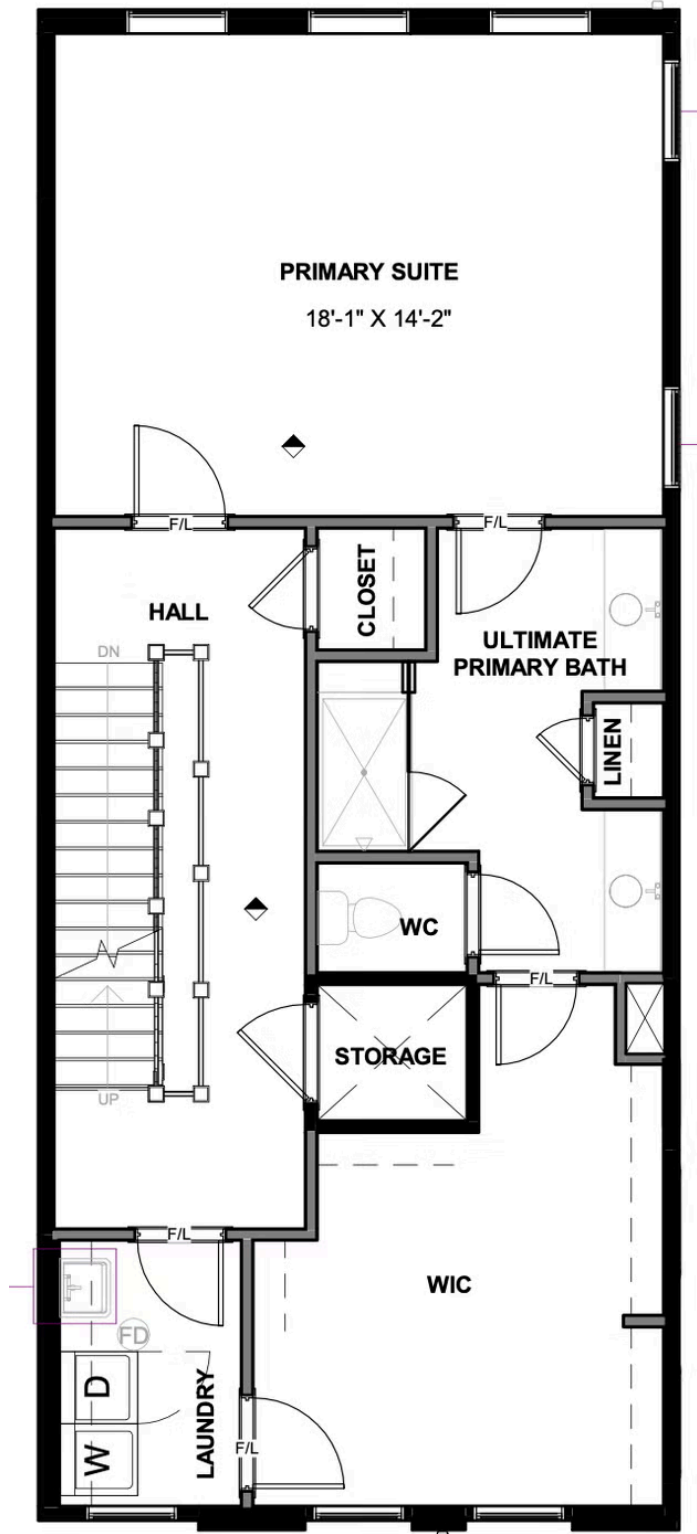 PRIMARY SUITE
18'-1" X 14'-2"
F/L
F/L
HALL
CLOSET
ULTIMATE
PRIMARY BATH
DN
LINEN
WC
F/L
STORAGE
UP
F/L
WIC
FD
D
LAUNDRY
W
F/L